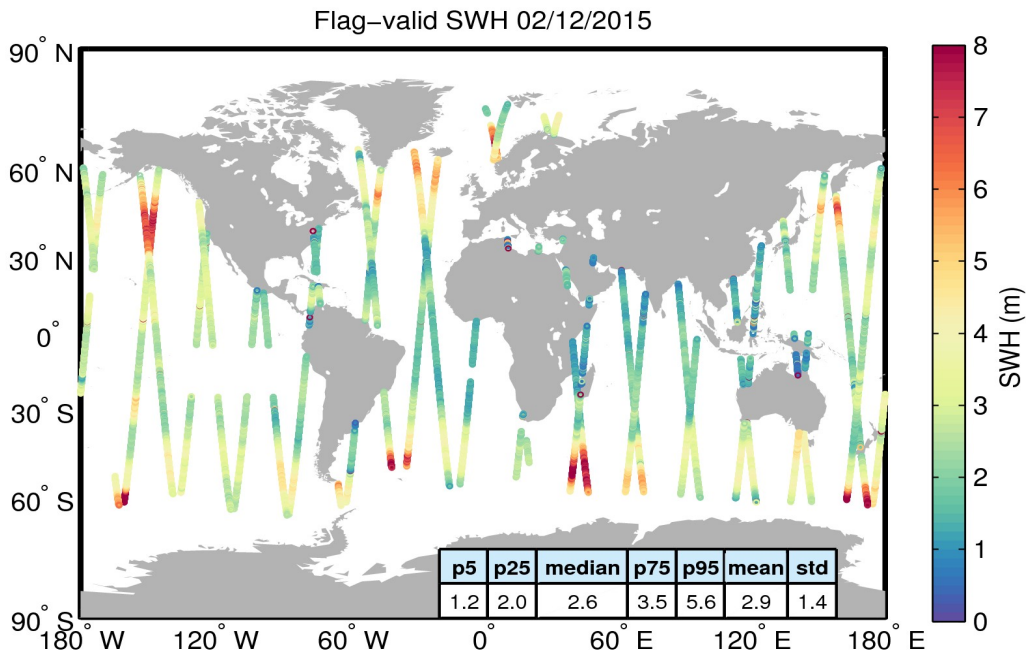 Flag−valid SWH 02/12/2015
90° N
60° N
30° N
0°
30° S
60° S
90° S
180° W
120° W
60° W
0°
60° E
120° E
180° E
p5 p25 median p75 p95 mean std
1.2 2.0 2.6 3.5 5.6 2.9 1.4
8
7
6
5
4
3
2
1
0
SWH (m)